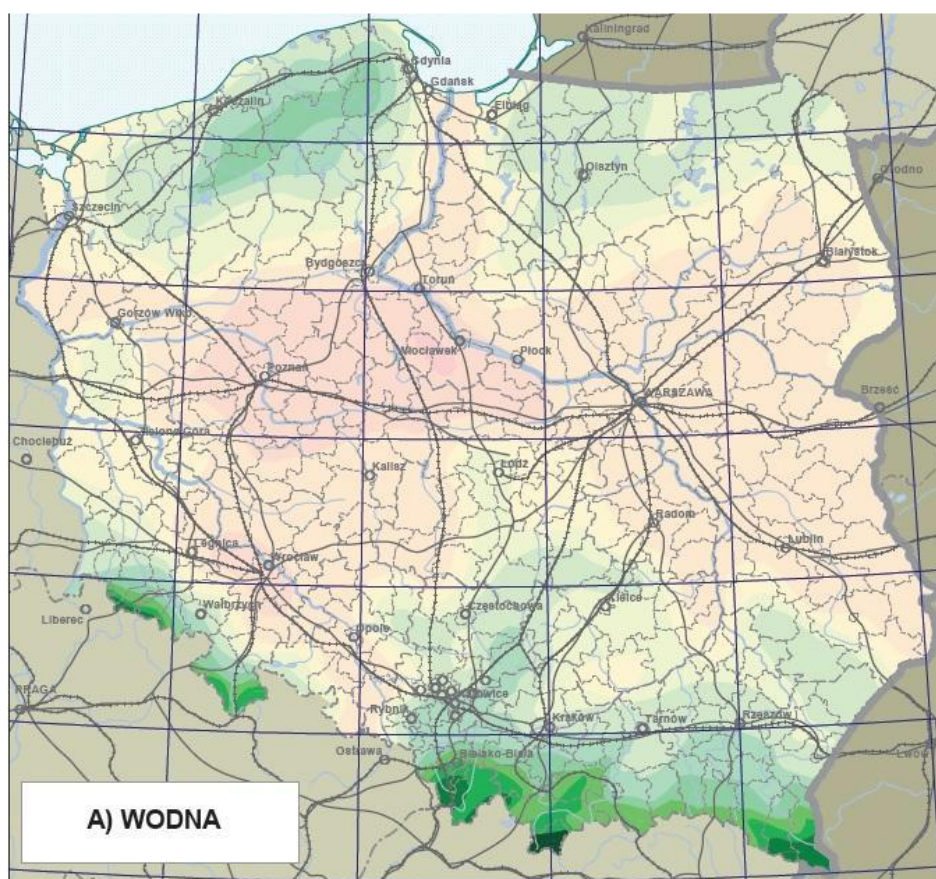 Kaliningrad
Gdynia
Gdańsk
Koszalin
Elbląg
Olsztyn
Grodno
Szczecin
Białystok
Bydgoszcz
Toruń
Gorzów Wlkp.
Włocławek
Płock
Poznań
WARSZAWA
Brześć
Zielona Góra
Chociebuż
Kalisz
Łódź
Radom
Lublin
Legnica
Wrocław
Kielce
Częstochowa
Wałbrzych
Liberec
Opole
PRAGA
Katowice
Rybnik
Kraków
Tarnów
Rzeszów
Ostrawa
Bielsko-Biała
Lwów
A) WODNA